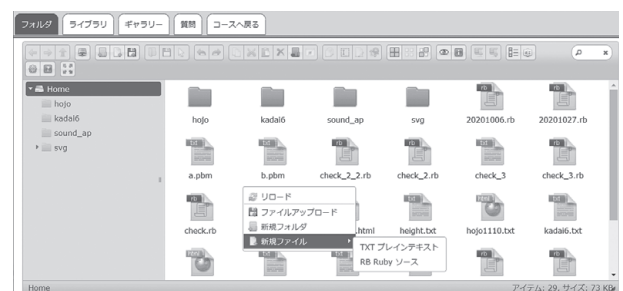 フォルダ ライブラリ ギャラリー 質問 コースへ戻る
Home
hojo
kadai6
sound_ap
svg
hojo kadai6 sound_ap svg 20201006.rb 20201027.rb
a.pbm b.pbm check_2_2.rb check_2.rb check_3 check_3.rb
check.rb .html height.txt hojo1110.txt kadai6.txt
リロード
ファイルアップロード
新規フォルダ
新規ファイル
TXT プレインテキスト
RB Ruby ソース
Home アイテム: 29, サイズ: 73 KB